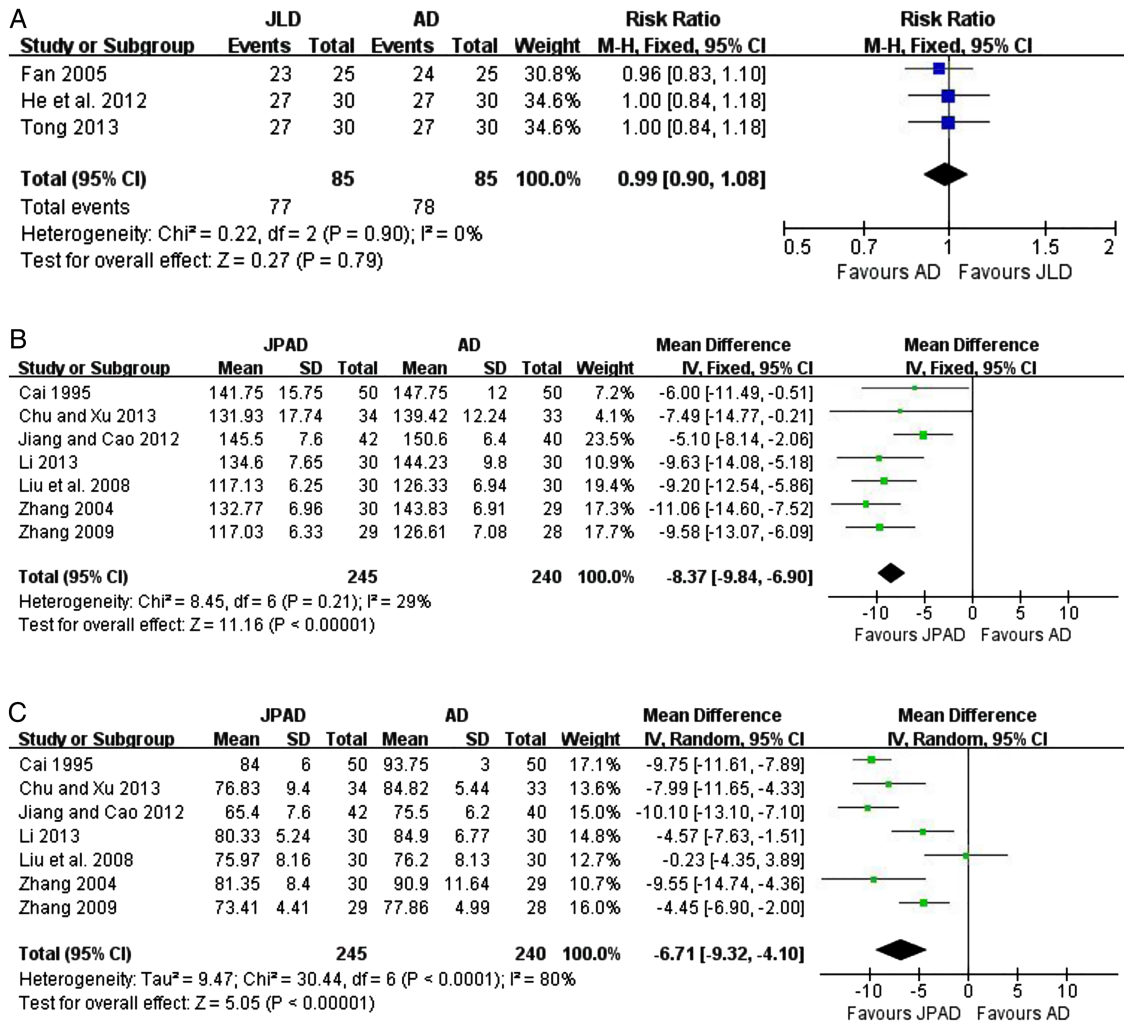 A
JLD AD Risk Ratio Risk Ratio
Study or Subgroup Events Total Events Total Weight M-H, Fixed, 95% CI M-H, Fixed, 95% CI
Fan 2005 23 25 24 25 30.8% 0.96 [0.83, 1.10]
He et al. 2012 27 30 27 30 34.6% 1.00 [0.84, 1.18]
Tong 2013 27 30 27 30 34.6% 1.00 [0.84, 1.18]
Total (95% CI) 85 85 100.0% 0.99 [0.90, 1.08]
Total events 77 78
Heterogeneity: Chi² = 0.22, df = 2 (P = 0.90); I² = 0%
Test for overall effect: Z = 0.27 (P = 0.79)
0.5 0.7 1 1.5 2
Favours AD Favours JLD
B
JPAD AD Mean Difference Mean Difference
Study or Subgroup Mean SD Total Mean SD Total Weight IV, Fixed, 95% CI IV, Fixed, 95% CI
Cai 1995 141.75 15.75 50 147.75 12 50 7.2% -6.00 [-11.49, -0.51]
Chu and Xu 2013 131.93 17.74 34 139.42 12.24 33 4.1% -7.49 [-14.77, -0.21]
Jiang and Cao 2012 145.5 7.6 42 150.6 6.4 40 23.5% -5.10 [-8.14, -2.06]
Li 2013 134.6 7.65 30 144.23 9.8 30 10.9% -9.63 [-14.08, -5.18]
Liu et al. 2008 117.13 6.25 30 126.33 6.94 30 19.4% -9.20 [-12.54, -5.86]
Zhang 2004 132.77 6.96 30 143.83 6.91 29 17.3% -11.06 [-14.60, -7.52]
Zhang 2009 117.03 6.33 29 126.61 7.08 28 17.7% -9.58 [-13.07, -6.09]
Total (95% CI) 245 240 100.0% -8.37 [-9.84, -6.90]
Heterogeneity: Chi² = 8.45, df = 6 (P = 0.21); I² = 29%
Test for overall effect: Z = 11.16 (P < 0.00001)
-10 -5 0 5 10
Favours JPAD Favours AD
C
JPAD AD Mean Difference Mean Difference
Study or Subgroup Mean SD Total Mean SD Total Weight IV, Random, 95% CI IV, Random, 95% CI
Cai 1995 84 6 50 93.75 3 50 17.1% -9.75 [-11.61, -7.89]
Chu and Xu 2013 76.83 9.4 34 84.82 5.44 33 13.6% -7.99 [-11.65, -4.33]
Jiang and Cao 2012 65.4 7.6 42 75.5 6.2 40 15.0% -10.10 [-13.10, -7.10]
Li 2013 80.33 5.24 30 84.9 6.77 30 14.8% -4.57 [-7.63, -1.51]
Liu et al. 2008 75.97 8.16 30 76.2 8.13 30 12.7% -0.23 [-4.35, 3.89]
Zhang 2004 81.35 8.4 30 90.9 11.64 29 10.7% -9.55 [-14.74, -4.36]
Zhang 2009 73.41 4.41 29 77.86 4.99 28 16.0% -4.45 [-6.90, -2.00]
Total (95% CI) 245 240 100.0% -6.71 [-9.32, -4.10]
Heterogeneity: Tau² = 9.47; Chi² = 30.44, df = 6 (P < 0.0001); I² = 80%
Test for overall effect: Z = 5.05 (P < 0.00001)
-10 -5 0 5 10
Favours JPAD Favours AD